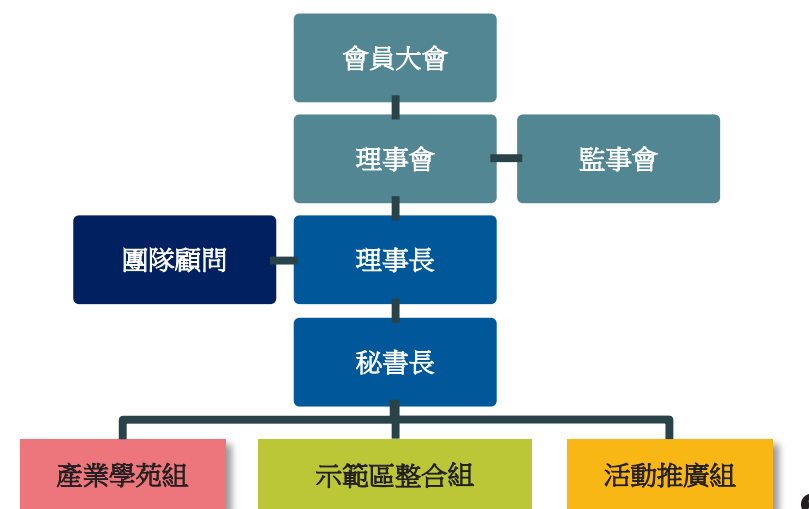 會員大會
理事會
監事會
團隊顧問
理事長
秘書長
產業學苑組
示範區整合組
活動推廣組